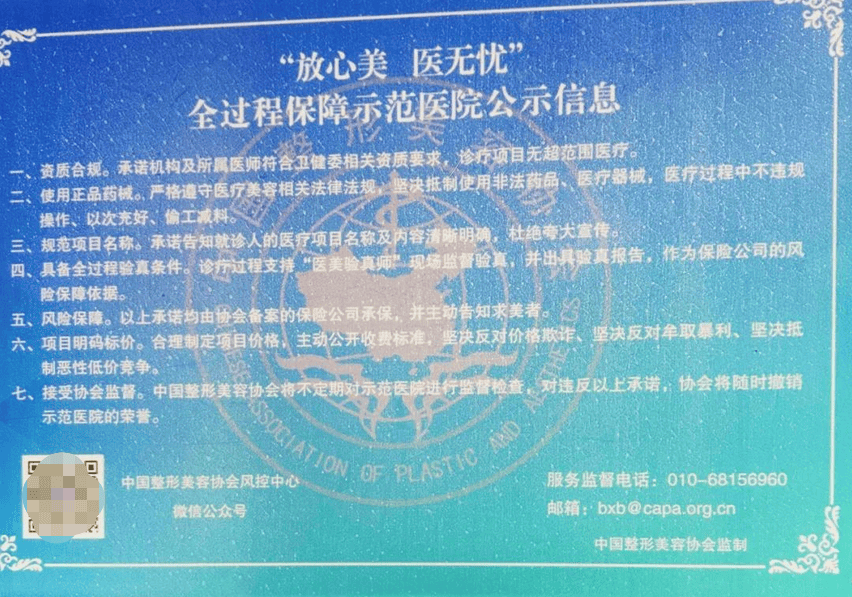 “放心美 医无忧”
全过程保障示范医院公示信息
一、资质合规。承诺机构及所属医师符合卫健委相关资质要求，诊疗项目无超范围医疗。
二、使用正品药械。严格遵守医疗美容相关法律法规，坚决抵制使用非法药品、医疗器械，医疗过程中不违规
操作、以次充好、偷工减料。
三、规范项目名称。承诺告知就诊人的医疗项目名称及内容清晰明确，杜绝夸大宣传。
四、具备全过程验真条件。诊疗过程支持“医美验真师”现场监督验真，并出具验真报告，作为保险公司的风
险保障依据。
五、风险保障。以上承诺均由协会备案的保险公司承保，并主动告知求美者。
六、项目明码标价。合理制定项目价格，主动公开收费标准，坚决反对价格欺诈、坚决反对牟取暴利、坚决抵
制恶性低价竞争。
七、接受协会监督。中国整形美容协会将不定期对示范医院进行监督检查，对违反以上承诺，协会将随时撤销
示范医院的荣誉。
ASSOCIATION OF PLASTIC AND AESTHETICS
中国整形美容协会风控中心
微信公众号
服务监督电话：010-68156960
邮箱：bxb@capa.org.cn
中国整形美容协会监制